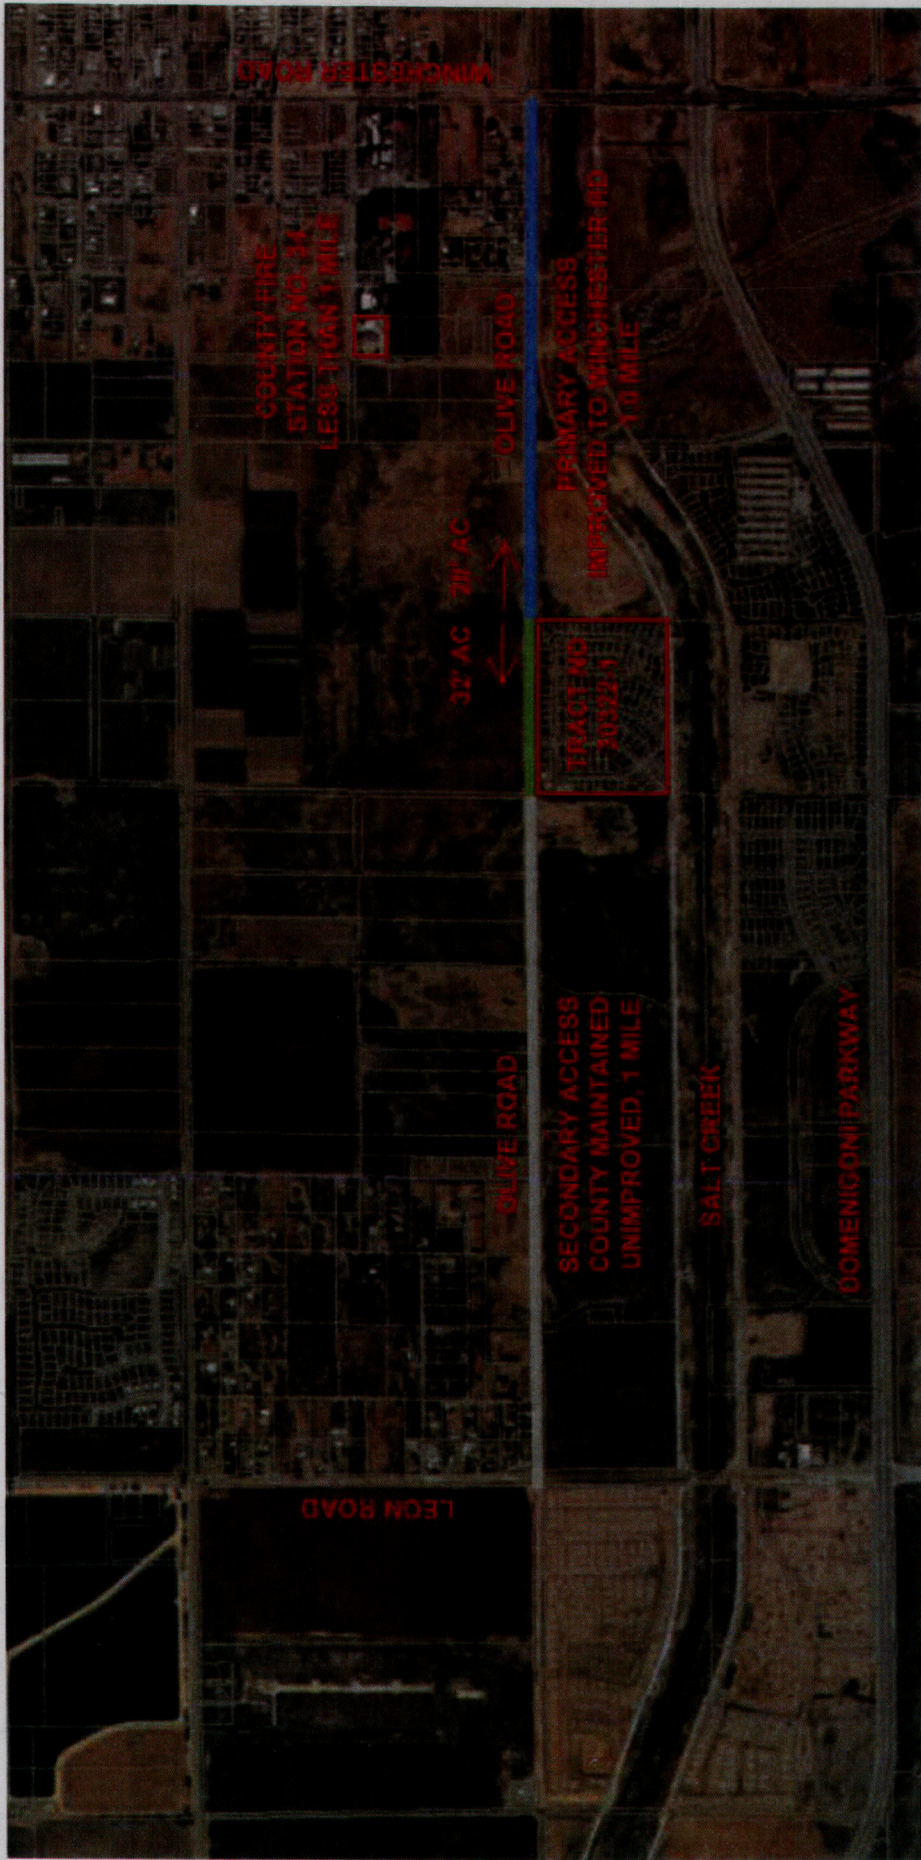 WINCHESTER ROAD
COUNTY FIRE
STATION NO. 34
LESS THAN 1 MILE
OLIVE ROAD
PRIMARY ACCESS
IMPROVED TO WINCHESTER RD
1.0 MILE
32' AC
28' AC
TRACT NO
30322-1
OLIVE ROAD
SECONDARY ACCESS
COUNTY MAINTAINED
UNIMPROVED, 1 MILE
SALT CREEK
DOMENIGONI PARKWAY
LEON ROAD